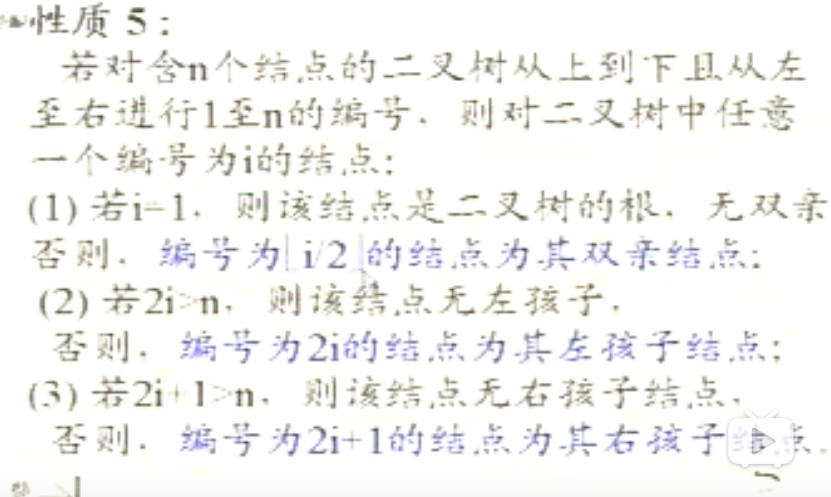 性质 5:
若对含n个结点的二叉树从上到下且从左
至右进行1至n的编号，则对二叉树中任意
一个编号为i的结点:
(1) 若i=1，则该结点是二叉树的根，无双亲
否则，编号为⌊i/2⌋的结点为其双亲结点;
(2) 若2i>n，则该结点无左孩子，
否则，编号为2i的结点为其左孩子结点;
(3) 若2i+1>n，则该结点无右孩子结点，
否则，编号为2i+1的结点为其右孩子结点.